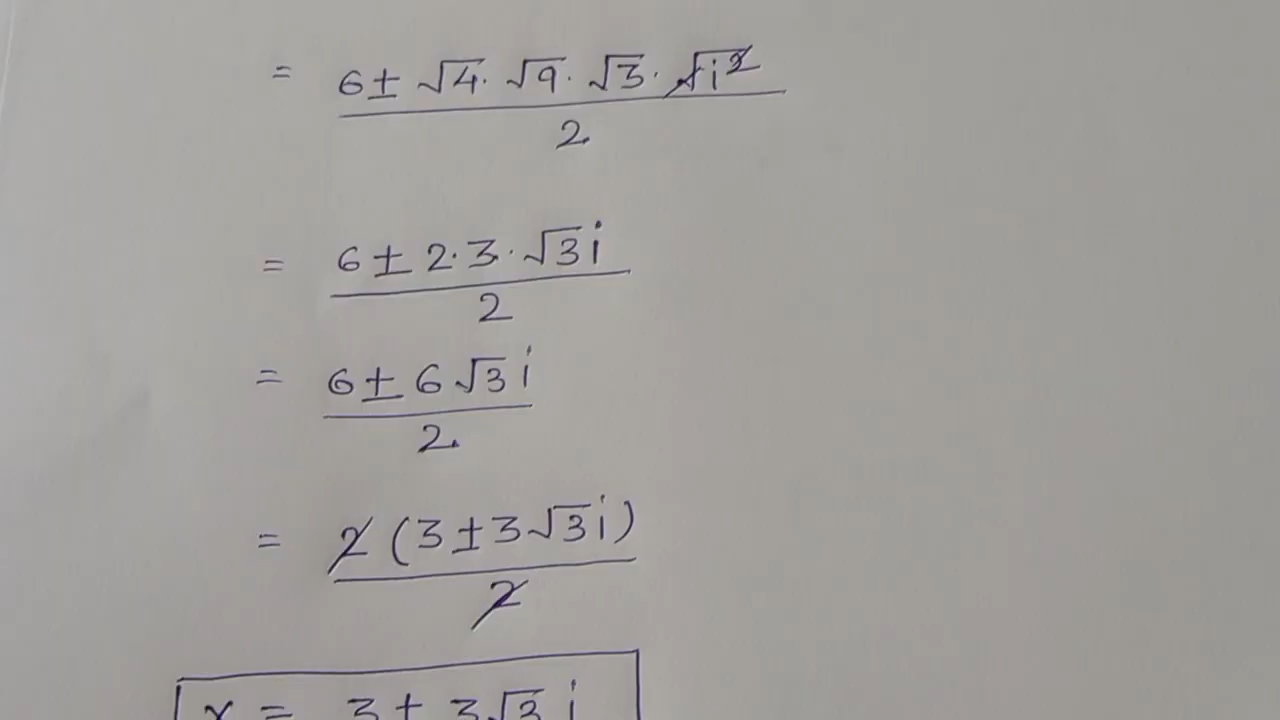 = 6 ± √4 · √9 · √3 · √i² / 2
= 6 ± 2 · 3 · √3 i / 2
= 6 ± 6 √3 i / 2
= 2 (3 ± 3 √3 i) / 2
x = 3 ± 3 √3 i